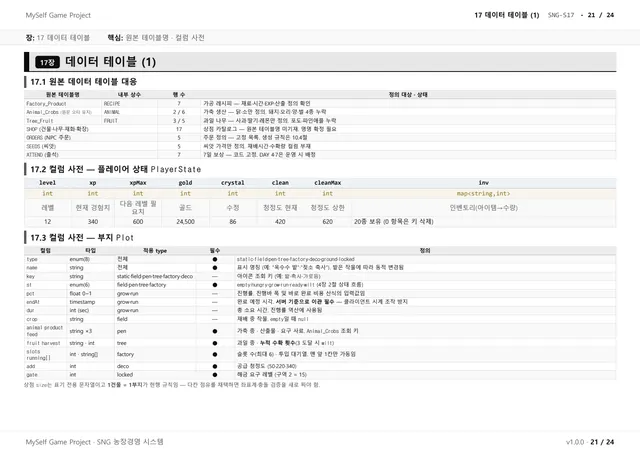 MySelf Game Project
17 데이터 테이블 (1) SNG-S17 · 21 / 24
장: 17 데이터 테이블 핵심: 원본 테이블명 · 컬럼 사전
17장 데이터 테이블 (1)
17.1 원본 데이터 테이블 대응
원본 테이블명 내부 상수 행 수 정의 대상 · 상태
Factory_Product RECIPE 7 가공 레시피 — 재료·시간·EXP·산출 정의 확인
Animal_Crobs (원본 오타 유지) ANIMAL 2 / 6 가축 생산 — 닭·소만 정의. 돼지·오리·양·벌 4종 누락
Tree_Fruit FRUIT 3 / 5 과일 나무 — 사과·딸기·레몬만 정의. 포도·파인애플 누락
SHOP (건물·나무·재화·확장) 17 상점 카탈로그 — 원본 테이블명 미기재, 명명 확정 필요
ORDERS (NPC 주문) 5 주문 정의 — 고정 목록, 생성 규칙은 10.4절
SEEDS (씨앗) 5 씨앗 가격만 정의. 재배시간·수확량 컬럼 부재
ATTEND (출석) 7 7일 보상 — 코드 고정. DAY 4·7은 운영 시 배정
17.2 컬럼 사전 — 플레이어 상태 PlayerState
level xp xpMax gold crystal clean cleanMax inv
int int int int int int int map<string,int>
레벨 현재 경험치 다음 레벨 필요치 골드 수정 청정도 현재 청정도 상한 인벤토리(아이템→수량)
12 340 600 24,500 86 420 620 20종 보유 (0 항목은 키 삭제)
17.3 컬럼 사전 — 부지 Plot
컬럼 타입 적용 type 필수 정의
type enum(8) 전체 ● static·field·pen·tree·factory·deco·ground·locked
name string 전체 ● 표시 명칭 (예: "옥수수 밭"·"젖소 축사"). 밭은 작물에 따라 동적 변경됨
key string static·field·pen·tree·factory·deco — 아이콘 조회 키
st enum(6) field·pen·tree·factory ● empty·hungry·grow·run·ready·wilt (4장 2절 상태 흐름)
pct float 0~1 grow·run — 진행률. 진행바 폭 및 바로 완료 비용 산식의 입력값임
endAt timestamp grow·run — 완료 예정 시각. 서버 기준으로 이관 필수 — 클라이언트 시계 조작 방지
dur int (sec) grow·run — 총 소요 시간. 진행률 역산에 사용됨
crop string field — 재배 중 작물. empty일 때 null
animal·product·feed string ×3 pen — 가축 종 · 산출물 · 요구 사료. Animal_Crobs 조회 키
fruit·harvest string · int tree ● 과일 종 · 누적 수확 횟수(3 도달 시 wilt)
slots·running[] int · string[] factory ● 슬롯 수(최대 6) · 투입 대기열. 맨 앞 1칸만 가동임
add int deco ● 공급 청정도 (50·220·340)
gate int locked ● 해금 요구 레벨 (구역 2 = 15)
상점 size는 표기 전용 문자열이고 1건물 = 1부지가 현행 규칙임 — 다칸 점유를 채택하면 좌표계·충돌 검증을 새로 짜야 함.
MySelf Game Project · SNG 농장경영 시스템
v1.0.0 · 21 / 24